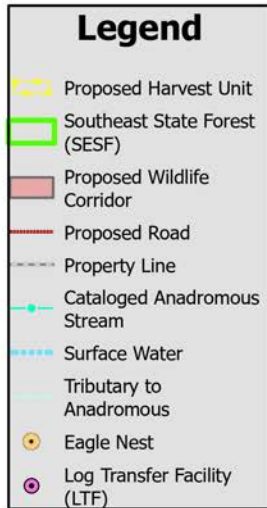 Legend
Proposed Harvest Unit
Southeast State Forest
(SESF)
Proposed Wildlife
Corridor
Proposed Road
Property Line
Cataloged Anadromous
Stream
Surface Water
Tributary to
Anadromous
Eagle Nest
Log Transfer Facility
(LTF)